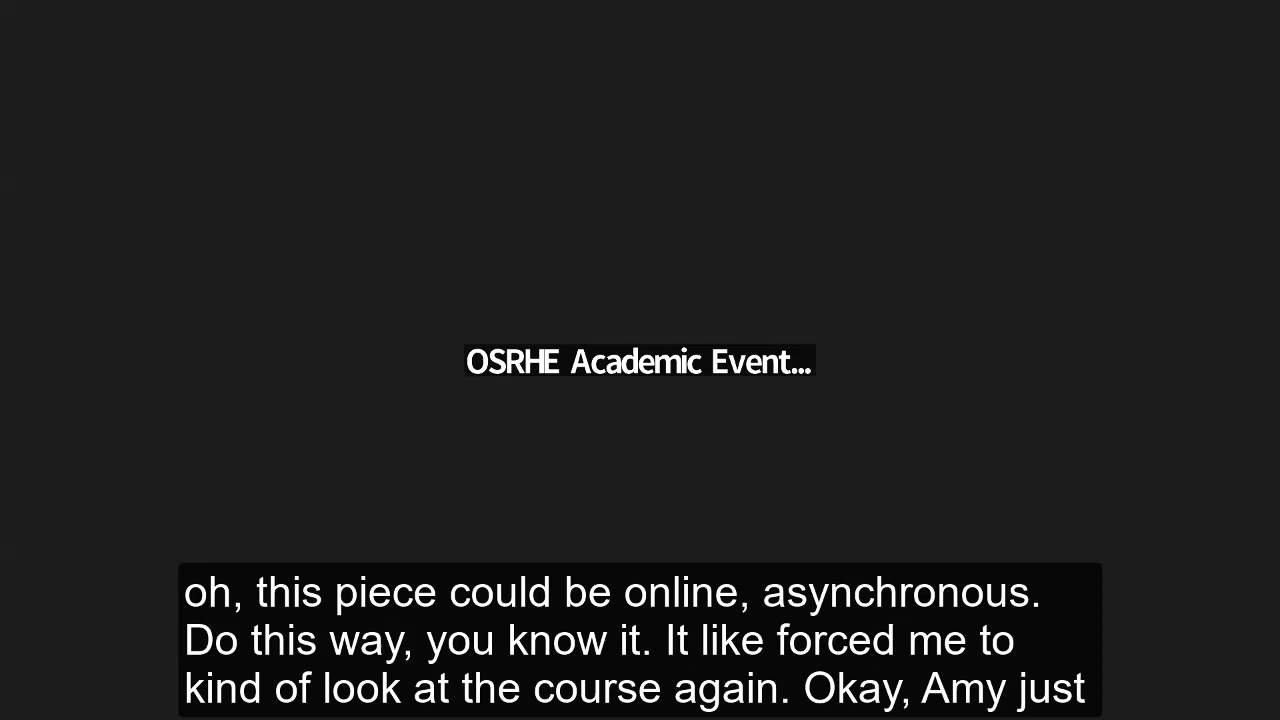 OSRHE Academic Event...
oh, this piece could be online, asynchronous.
Do this way, you know it. It like forced me to
kind of look at the course again. Okay, Amy just